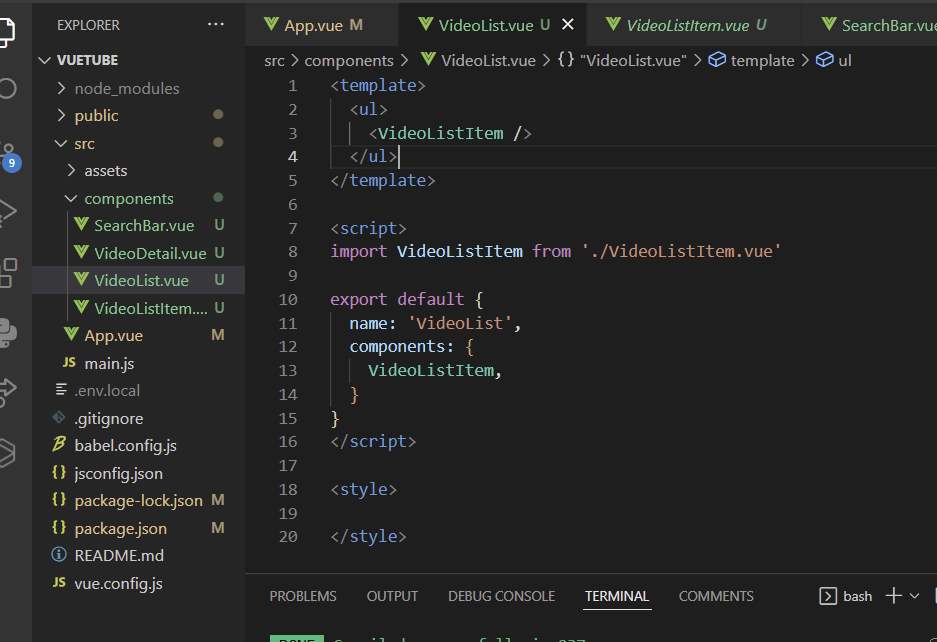 EXPLORER ...
App.vue M VideoList.vue U × VideoListItem.vue U SearchBar.vue
VUETUBE
node_modules
public
src
assets
components
SearchBar.vue U
VideoDetail.vue U
VideoList.vue U
VideoListItem.... U
App.vue M
JS main.js
.env.local
.gitignore
babel.config.js
{} jsconfig.json
{} package-lock.json M
{} package.json M
README.md
JS vue.config.js
9
src > components > VideoList.vue > {} "VideoList.vue" > template > ul
1 <template>
2 <ul>
3 <VideoListItem />
4 </ul>
5 </template>
6
7 <script>
8 import VideoListItem from './VideoListItem.vue'
9
10 export default {
11 name: 'VideoList',
12 components: {
13 VideoListItem,
14 }
15 }
16 </script>
17
18 <style>
19
20 </style>
PROBLEMS OUTPUT DEBUG CONSOLE TERMINAL COMMENTS bash